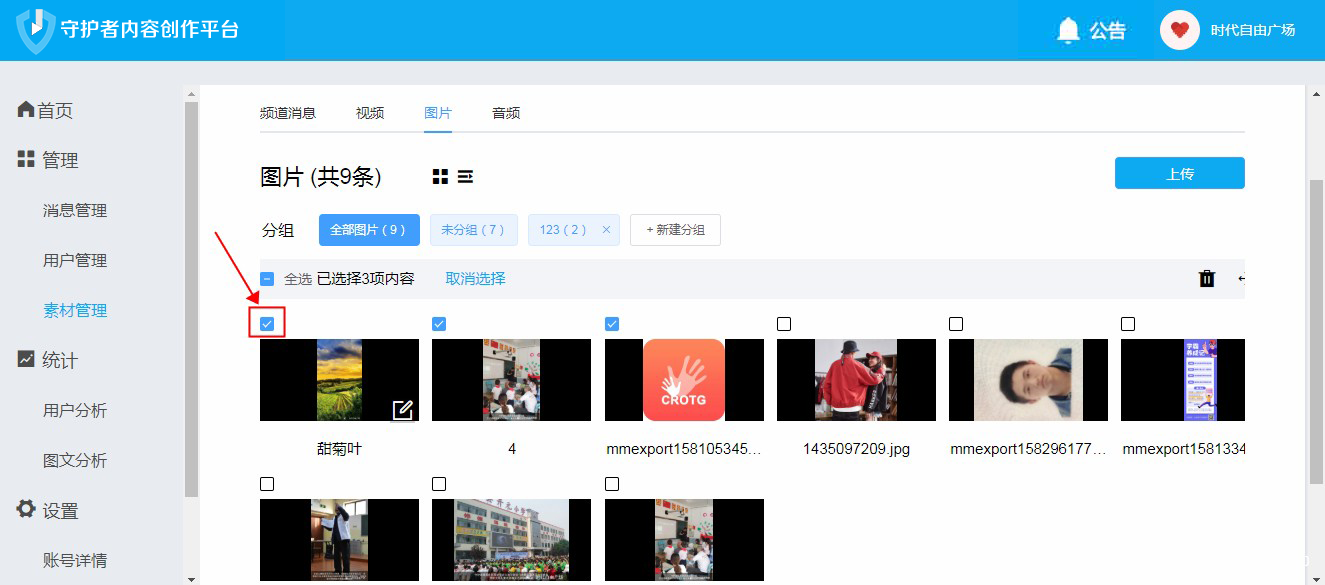 守护者内容创作平台
公告
时代自由广场
首页
管理
消息管理
用户管理
素材管理
统计
用户分析
图文分析
设置
账号详情
频道消息 视频 图片 音频
图片 (共9条)
上传
分组 全部图片 ( 9 ) 未分组 ( 7 ) 123 ( 2 ) × + 新建分组
全选 已选择3项内容 取消选择
CROTG
甜菊叶 4 mmexport158105345... 1435097209.jpg mmexport158296177... mmexport1581334